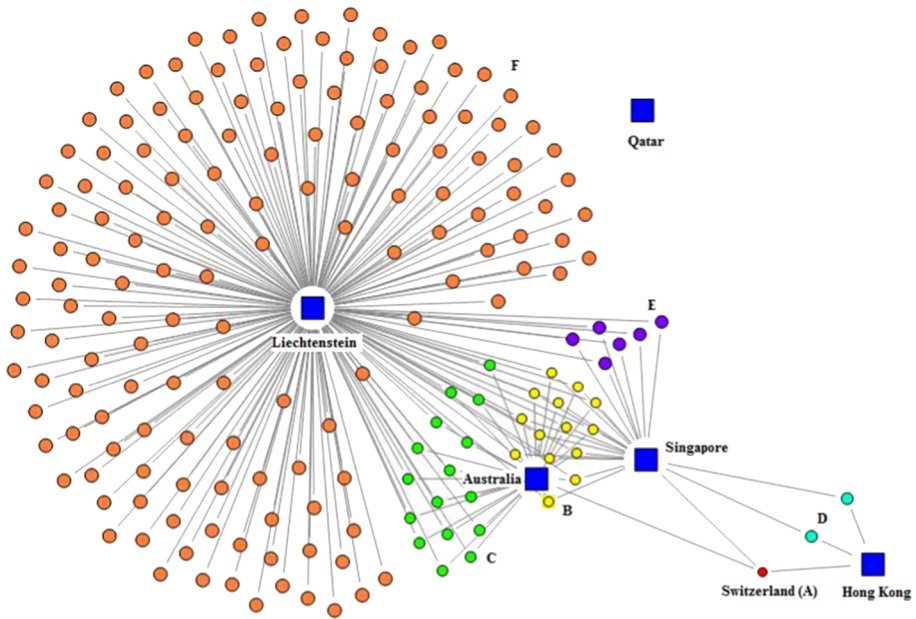 F
Qatar
E
Liechtenstein
Singapore
Australia
B
D
C
Switzerland (A)
Hong Kong